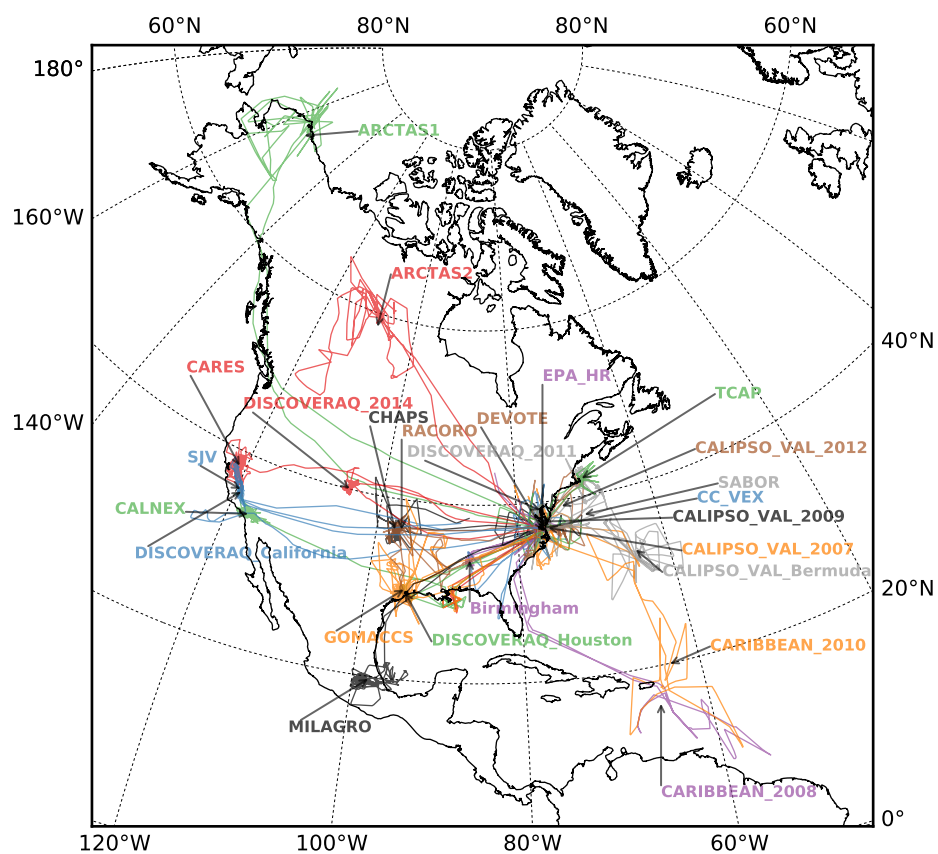 60°N 80°N 80°N 60°N
180°
ARCTAS1
160°W
ARCTAS2
40°N
CARES
EPA_HR
TCAP
DISCOVERAQ_2014
CHAPS
DEVOTE
140°W
RACORO
CALIPSO_VAL_2012
DISCOVERAQ_2011
SJV
SABOR
CC_VEX
CALNEX
CALIPSO_VAL_2009
DISCOVERAQ_California
CALIPSO_VAL_2007
CALIPSO_VAL_Bermuda
20°N
Birmingham
GOMACCS
DISCOVERAQ_Houston
CARIBBEAN_2010
MILAGRO
CARIBBEAN_2008
0°
120°W 100°W 80°W 60°W